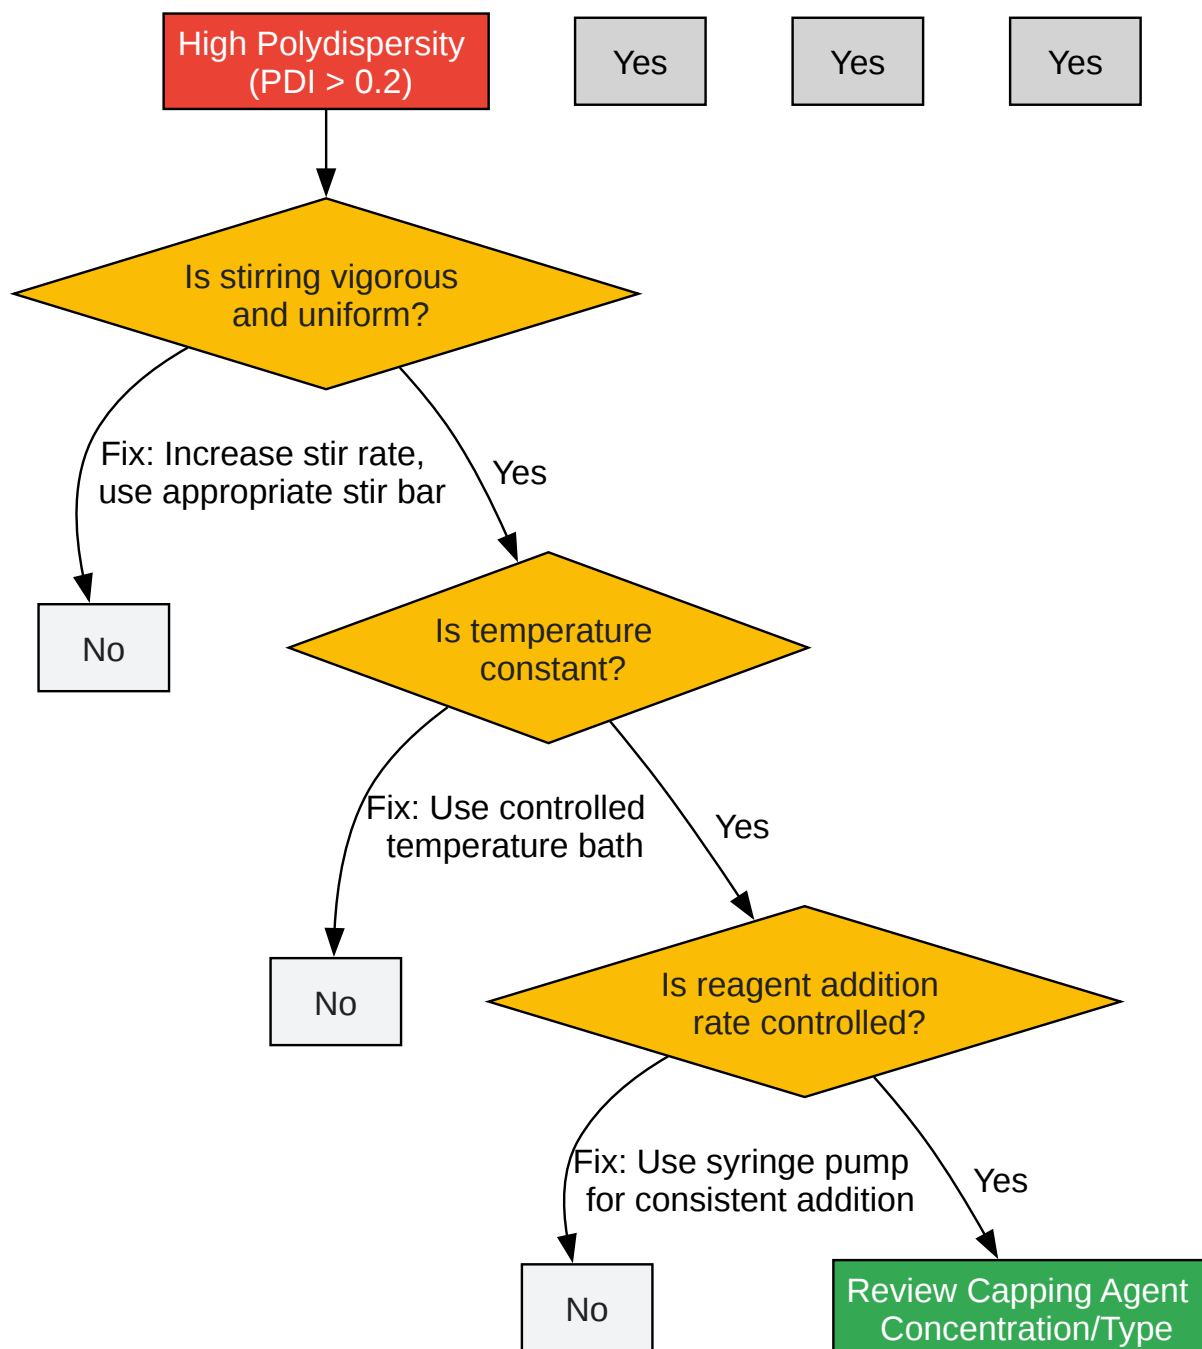 High Polydispersity
(PDI > 0.2)
Yes
Yes
Yes
Is stirring vigorous
and uniform?
Fix: Increase stir rate,
use appropriate stir bar
Yes
No
Is temperature
constant?
Fix: Use controlled
temperature bath
Yes
No
Is reagent addition
rate controlled?
Fix: Use syringe pump
for consistent addition
Yes
No
Review Capping Agent
Concentration/Type